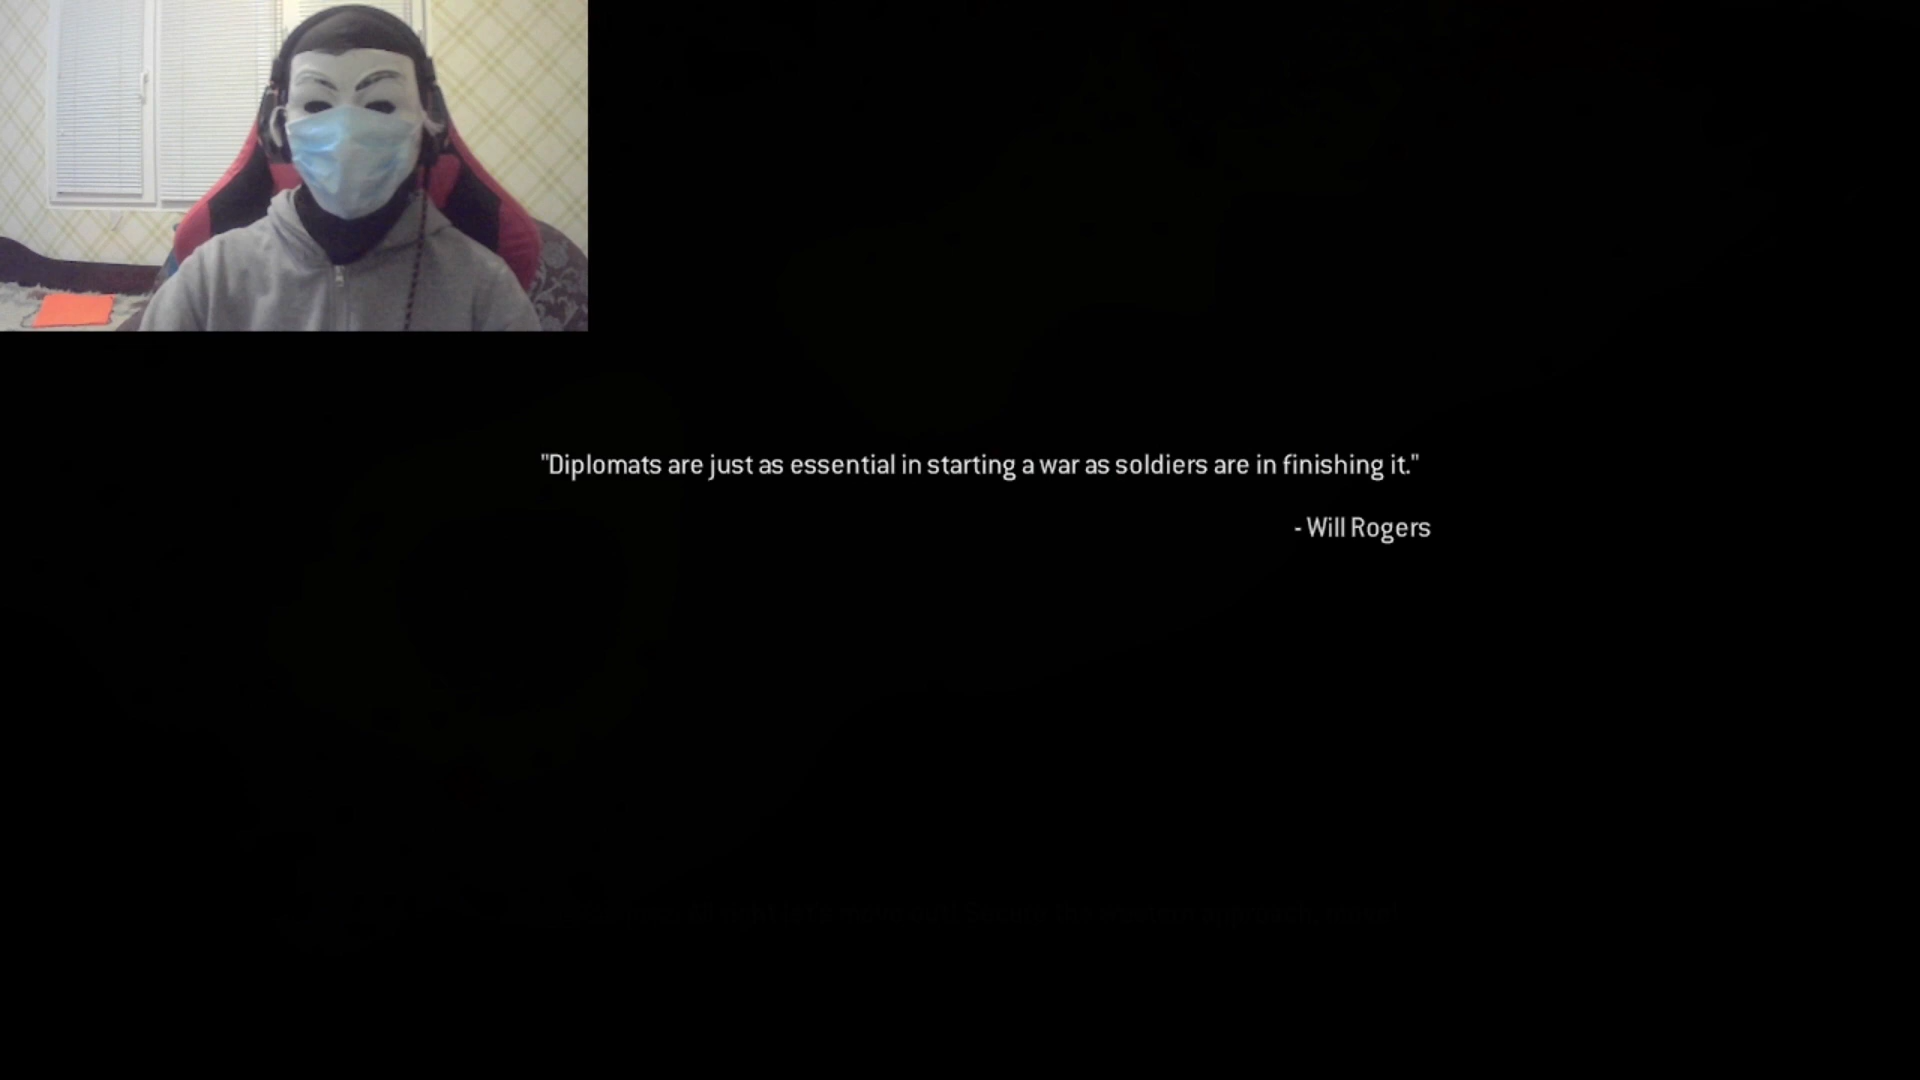 "Diplomats are just as essential in starting a war as soldiers are in finishing it."
- Will Rogers